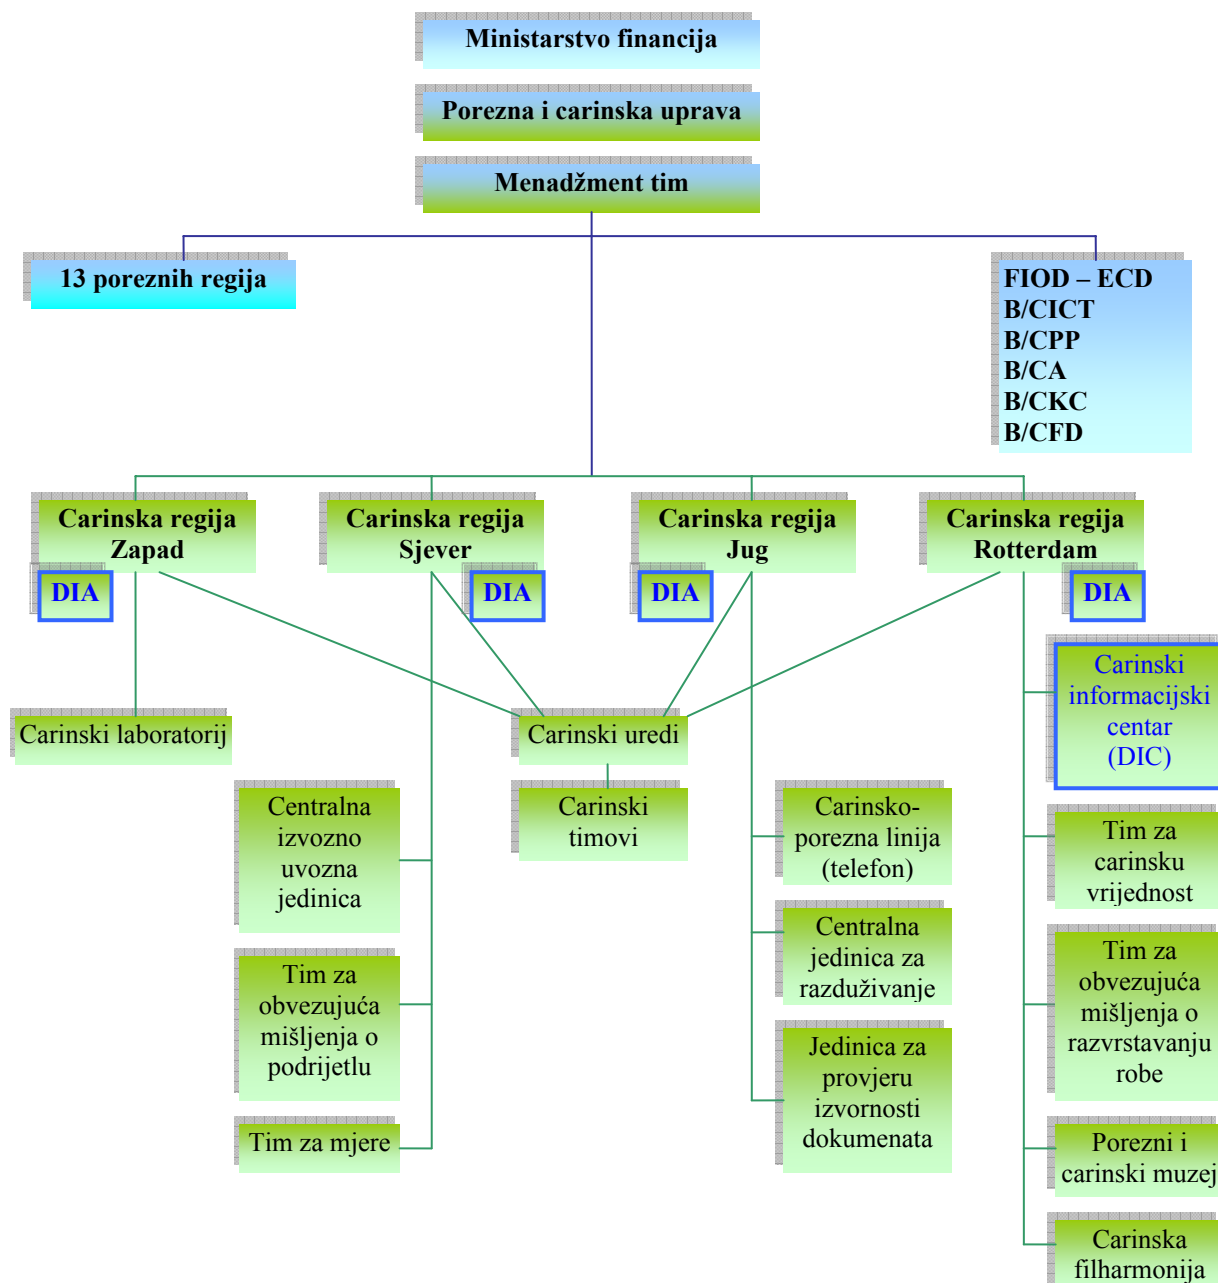 Ministarstvo financija
Porezna i carinska uprava
Menadžment tim
13 poreznih regija
FIOD – ECD
B/CICT
B/CPP
B/CA
B/CKC
B/CFD
Carinska regija
Zapad
DIA
Carinska regija
Sjever
DIA
Carinska regija
Jug
DIA
Carinska regija
Rotterdam
DIA
Carinski laboratorij
Carinski uredi
Carinski
timovi
Centralna
izvozno
uvozna
jedinica
Tim za
obvezujuća
mišljenja o
podrijetlu
Tim za mjere
Carinsko-
porezna linija
(telefon)
Centralna
jedinica za
razduživanje
Jedinica za
provjeru
izvornosti
dokumenata
Carinski
informacijski
centar
(DIC)
Tim za
carinsku
vrijednost
Tim za
obvezujuća
mišljenja o
razvrstavanju
robe
Porezni i
carinski muzej
Carinska
filharmonija